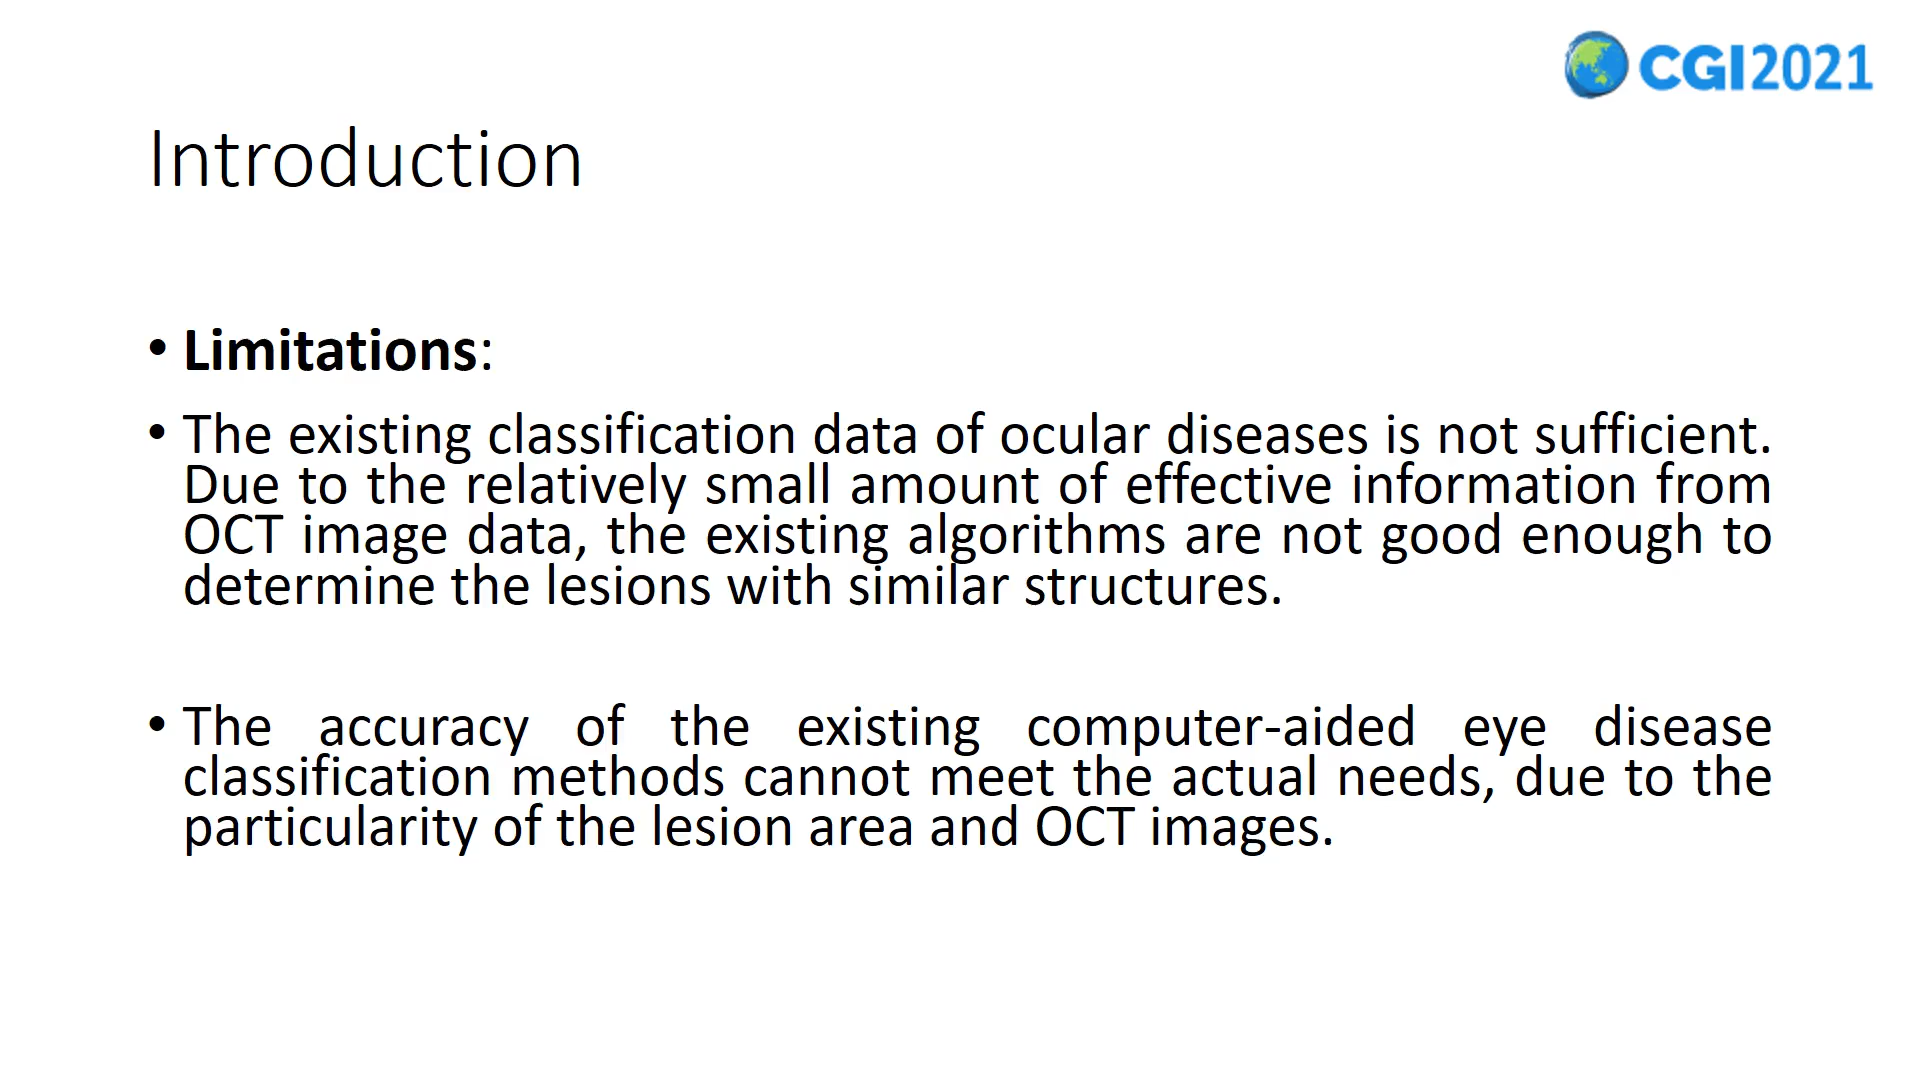 CGI2021
Introduction
• Limitations:
• The existing classification data of ocular diseases is not sufficient.
Due to the relatively small amount of effective information from
OCT image data, the existing algorithms are not good enough to
determine the lesions with similar structures.
• The accuracy of the existing computer-aided eye disease
classification methods cannot meet the actual needs, due to the
particularity of the lesion area and OCT images.